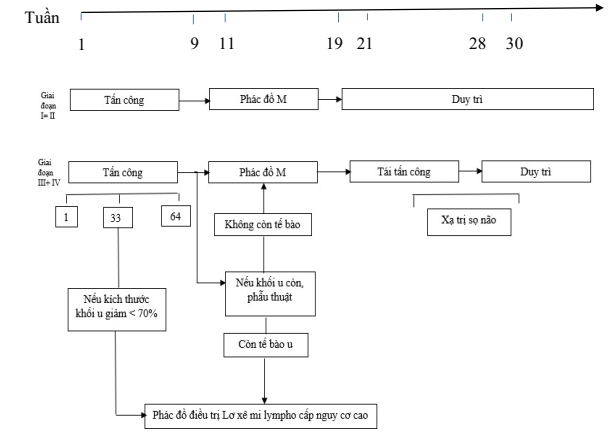 Tuần
1 9 11 19 21 28 30
Giai
đoạn
I= II
Tấn công
Phác đồ M
Duy trì
Giai
đoạn
III+ IV
Tấn công
Phác đồ M
Tái tấn công
Duy trì
1
33
64
Xạ trị sọ não
Không còn tế bào
Nếu kích thước
khối u giảm < 70%
Nếu khối u còn,
phẫu thuật
Còn tế bào u
Phác đồ điều trị Lơ xê mi lympho cấp nguy cơ cao